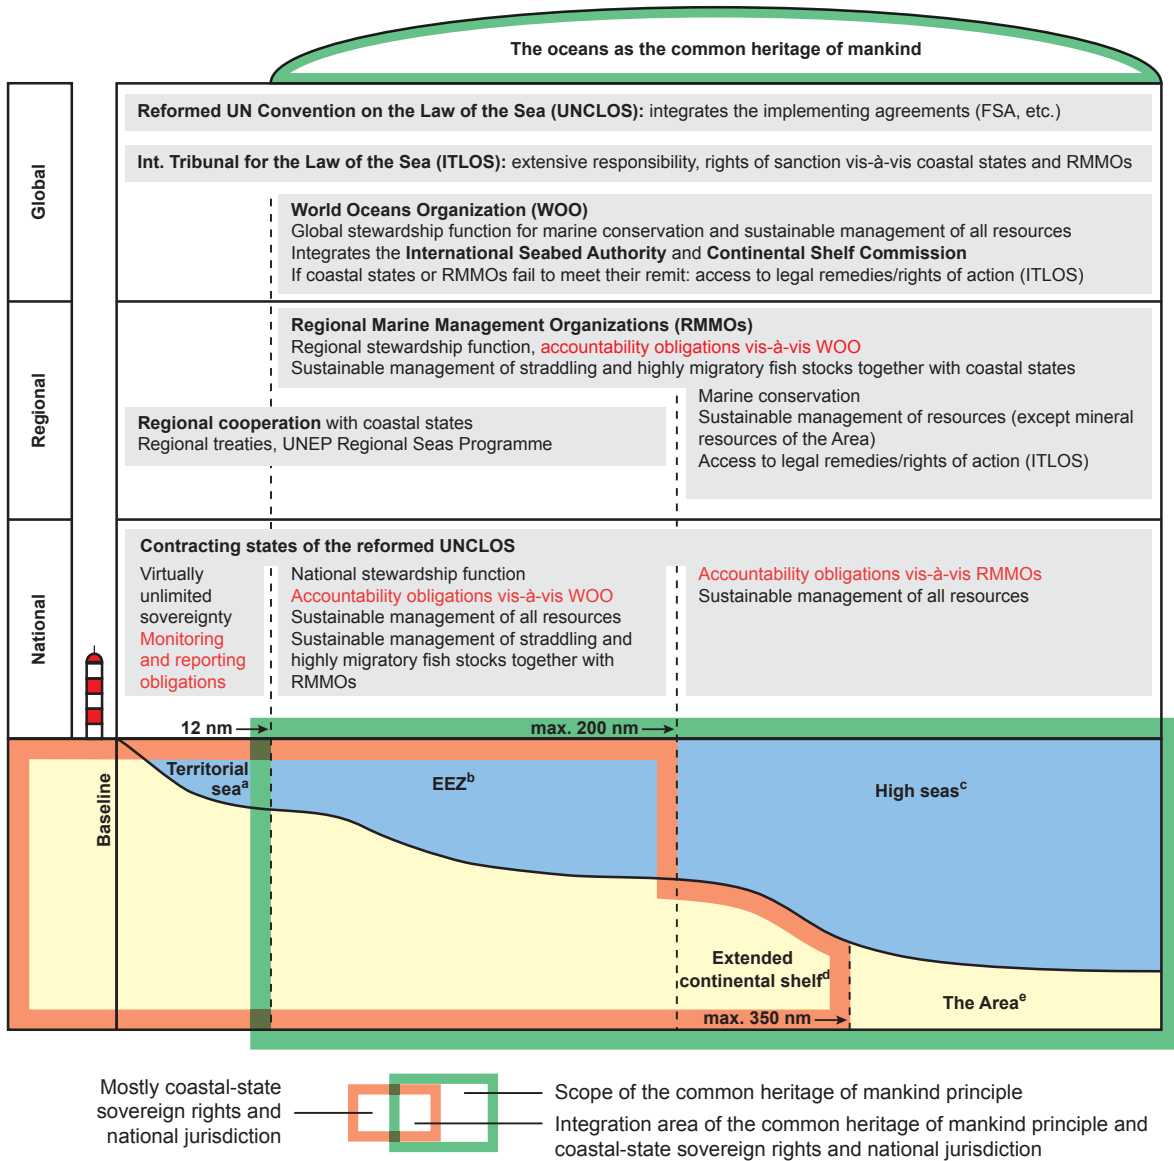 The oceans as the common heritage of mankind
Global
Reformed UN Convention on the Law of the Sea (UNCLOS): integrates the implementing agreements (FSA, etc.)
Int. Tribunal for the Law of the Sea (ITLOS): extensive responsibility, rights of sanction vis-à-vis coastal states and RMMOs
World Oceans Organization (WOO)
Global stewardship function for marine conservation and sustainable management of all resources
Integrates the International Seabed Authority and Continental Shelf Commission
If coastal states or RMMOs fail to meet their remit: access to legal remedies/rights of action (ITLOS)
Regional
Regional Marine Management Organizations (RMMOs)
Regional stewardship function, accountability obligations vis-à-vis WOO
Sustainable management of straddling and highly migratory fish stocks together with coastal states
Marine conservation
Sustainable management of resources (except mineral
resources of the Area)
Access to legal remedies/rights of action (ITLOS)
Regional cooperation with coastal states
Regional treaties, UNEP Regional Seas Programme
National
Contracting states of the reformed UNCLOS
Virtually
unlimited
sovereignty
Monitoring
and reporting
obligations
National stewardship function
Accountability obligations vis-à-vis WOO
Sustainable management of all resources
Sustainable management of straddling and
highly migratory fish stocks together with
RMMOs
Accountability obligations vis-à-vis RMMOs
Sustainable management of all resources
12 nm
max. 200 nm
Baseline
Territorial
sea^a
EEZ^b
High seas^c
Extended
continental shelf^d
The Area^e
max. 350 nm
Mostly coastal-state
sovereign rights and
national jurisdiction
Scope of the common heritage of mankind principle
Integration area of the common heritage of mankind principle and
coastal-state sovereign rights and national jurisdiction